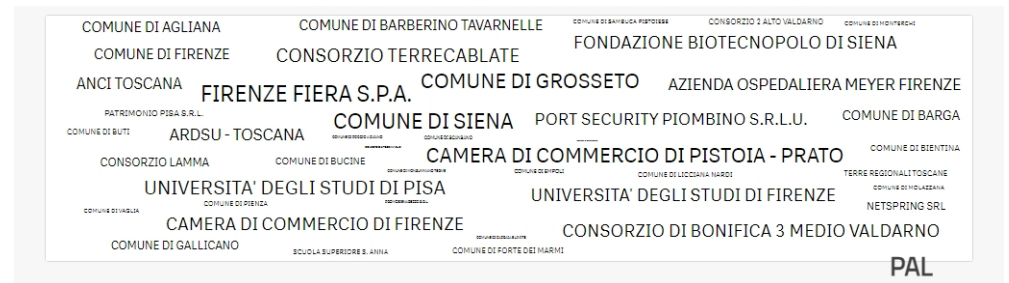 COMUNE DI AGLIANA
COMUNE DI BARBERINO TAVARNELLE
COMUNE DI SAMBUCA PISTOIESE
CONSORZIO 2 ALTO VALDARNO
COMUNE DI MONTERCHI
COMUNE DI FIRENZE
CONSORZIO TERRECABLATE
FONDAZIONE BIOTECNOPOLO DI SIENA
ANCI TOSCANA
FIRENZE FIERA S.P.A.
COMUNE DI GROSSETO
AZIENDA OSPEDALIERA MEYER FIRENZE
PATRIMONIO PISA S.R.L.
COMUNE DI SIENA
PORT SECURITY PIOMBINO S.R.L.U.
COMUNE DI BARGA
COMUNE DI BUTI
ARDSU - TOSCANA
CONSORZIO LAMMA
COMUNE DI BUCINE
CAMERA DI COMMERCIO DI PISTOIA - PRATO
COMUNE DI BIENTINA
COMUNE DI EMPOLI
COMUNE DI LICCIANA NARDI
TERRE REGIONALI TOSCANE
UNIVERSITA' DEGLI STUDI DI PISA
UNIVERSITA' DEGLI STUDI DI FIRENZE
COMUNE DI MOLAZZANA
COMUNE DI VAGLIA
COMUNE DI PIENZA
NETSPRING SRL
CAMERA DI COMMERCIO DI FIRENZE
CONSORZIO DI BONIFICA 3 MEDIO VALDARNO
COMUNE DI GALLICANO
SCUOLA SUPERIORE S. ANNA
COMUNE DI FORTE DEI MARMI
PAL